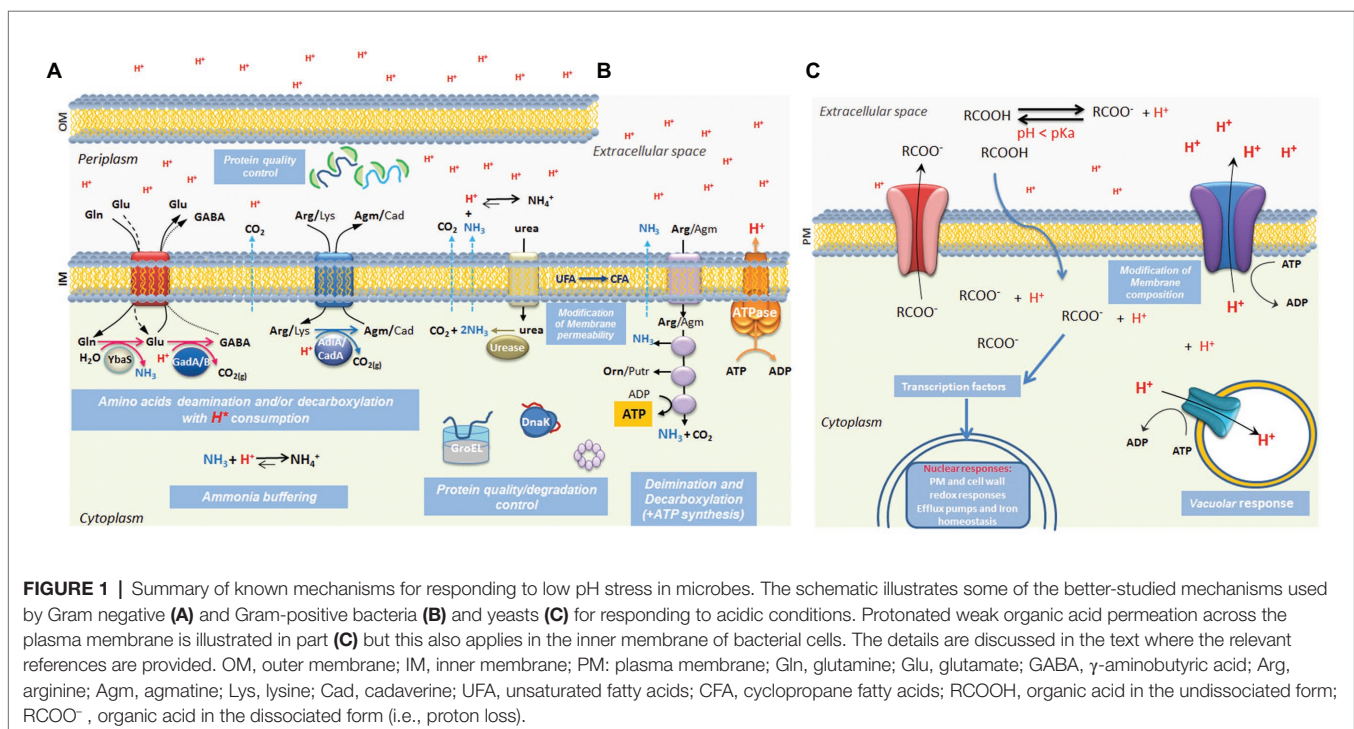 A
B
C
H⁺ H⁺ H⁺ H⁺ H⁺ H⁺ H⁺ H⁺ H⁺ H⁺
OM
Periplasm
Protein quality
control
H⁺ H⁺ H⁺ H⁺ H⁺ H⁺ H⁺ H⁺
Glu
Gln
Glu
GABA
CO₂
Arg/Lys
Agm/Cad
H⁺ NH₄⁺
+
CO₂ NH₃
urea
IM
UFA CFA
Modification
of Membrane
permeability
Gln
H₂O
YbaS
NH₃
Glu
H⁺
GadA/B
GABA
CO₂(g)
Arg/Lys
H⁺
AdiA/
CadA
Agm/Cad
CO₂(g)
CO₂ + 2NH₃
urea
Urease
Amino acids deamination and/or decarboxylation
with H⁺ consumption
NH₃ + H⁺ NH₄⁺
Ammonia buffering
GroEL
DnaK
Protein quality/degradation
control
Cytoplasm
Extracellular space
H⁺ H⁺ H⁺ H⁺ H⁺ H⁺ H⁺
NH₃
Arg/Agm
H⁺
ATPase
ATP
ADP
Arg/Agm
NH₃
Orn/Putr
ADP
ATP
NH₃ + CO₂
Deimination and
Decarboxylation
(+ATP synthesis)
Extracellular space
RCOOH RCOO⁻ + H⁺
pH < pKa
RCOO⁻
RCOOH
H⁺ H⁺ H⁺ H⁺ H⁺
H⁺ H⁺ H⁺ H⁺ H⁺
PM
Modification of
Membrane
composition
ATP
ADP
H⁺
RCOO⁻
RCOO⁻ + H⁺
RCOO⁻ + H⁺
RCOO⁻
+ H⁺
Transcription factors
Cytoplasm
Nuclear responses:
PM and cell wall
redox responses
Efflux pumps and Iron
homeostasis
H⁺
ADP
ATP
H⁺
Vacuolar response
FIGURE 1 | Summary of known mechanisms for responding to low pH stress in microbes. The schematic illustrates some of the better-studied mechanisms used
by Gram negative (A) and Gram-positive bacteria (B) and yeasts (C) for responding to acidic conditions. Protonated weak organic acid permeation across the
plasma membrane is illustrated in part (C) but this also applies in the inner membrane of bacterial cells. The details are discussed in the text where the relevant
references are provided. OM, outer membrane; IM, inner membrane; PM: plasma membrane; Gln, glutamine; Glu, glutamate; GABA, γ-aminobutyric acid; Arg,
arginine; Agm, agmatine; Lys, lysine; Cad, cadaverine; UFA, unsaturated fatty acids; CFA, cyclopropane fatty acids; RCOOH, organic acid in the undissociated form;
RCOO⁻ , organic acid in the dissociated form (i.e., proton loss).